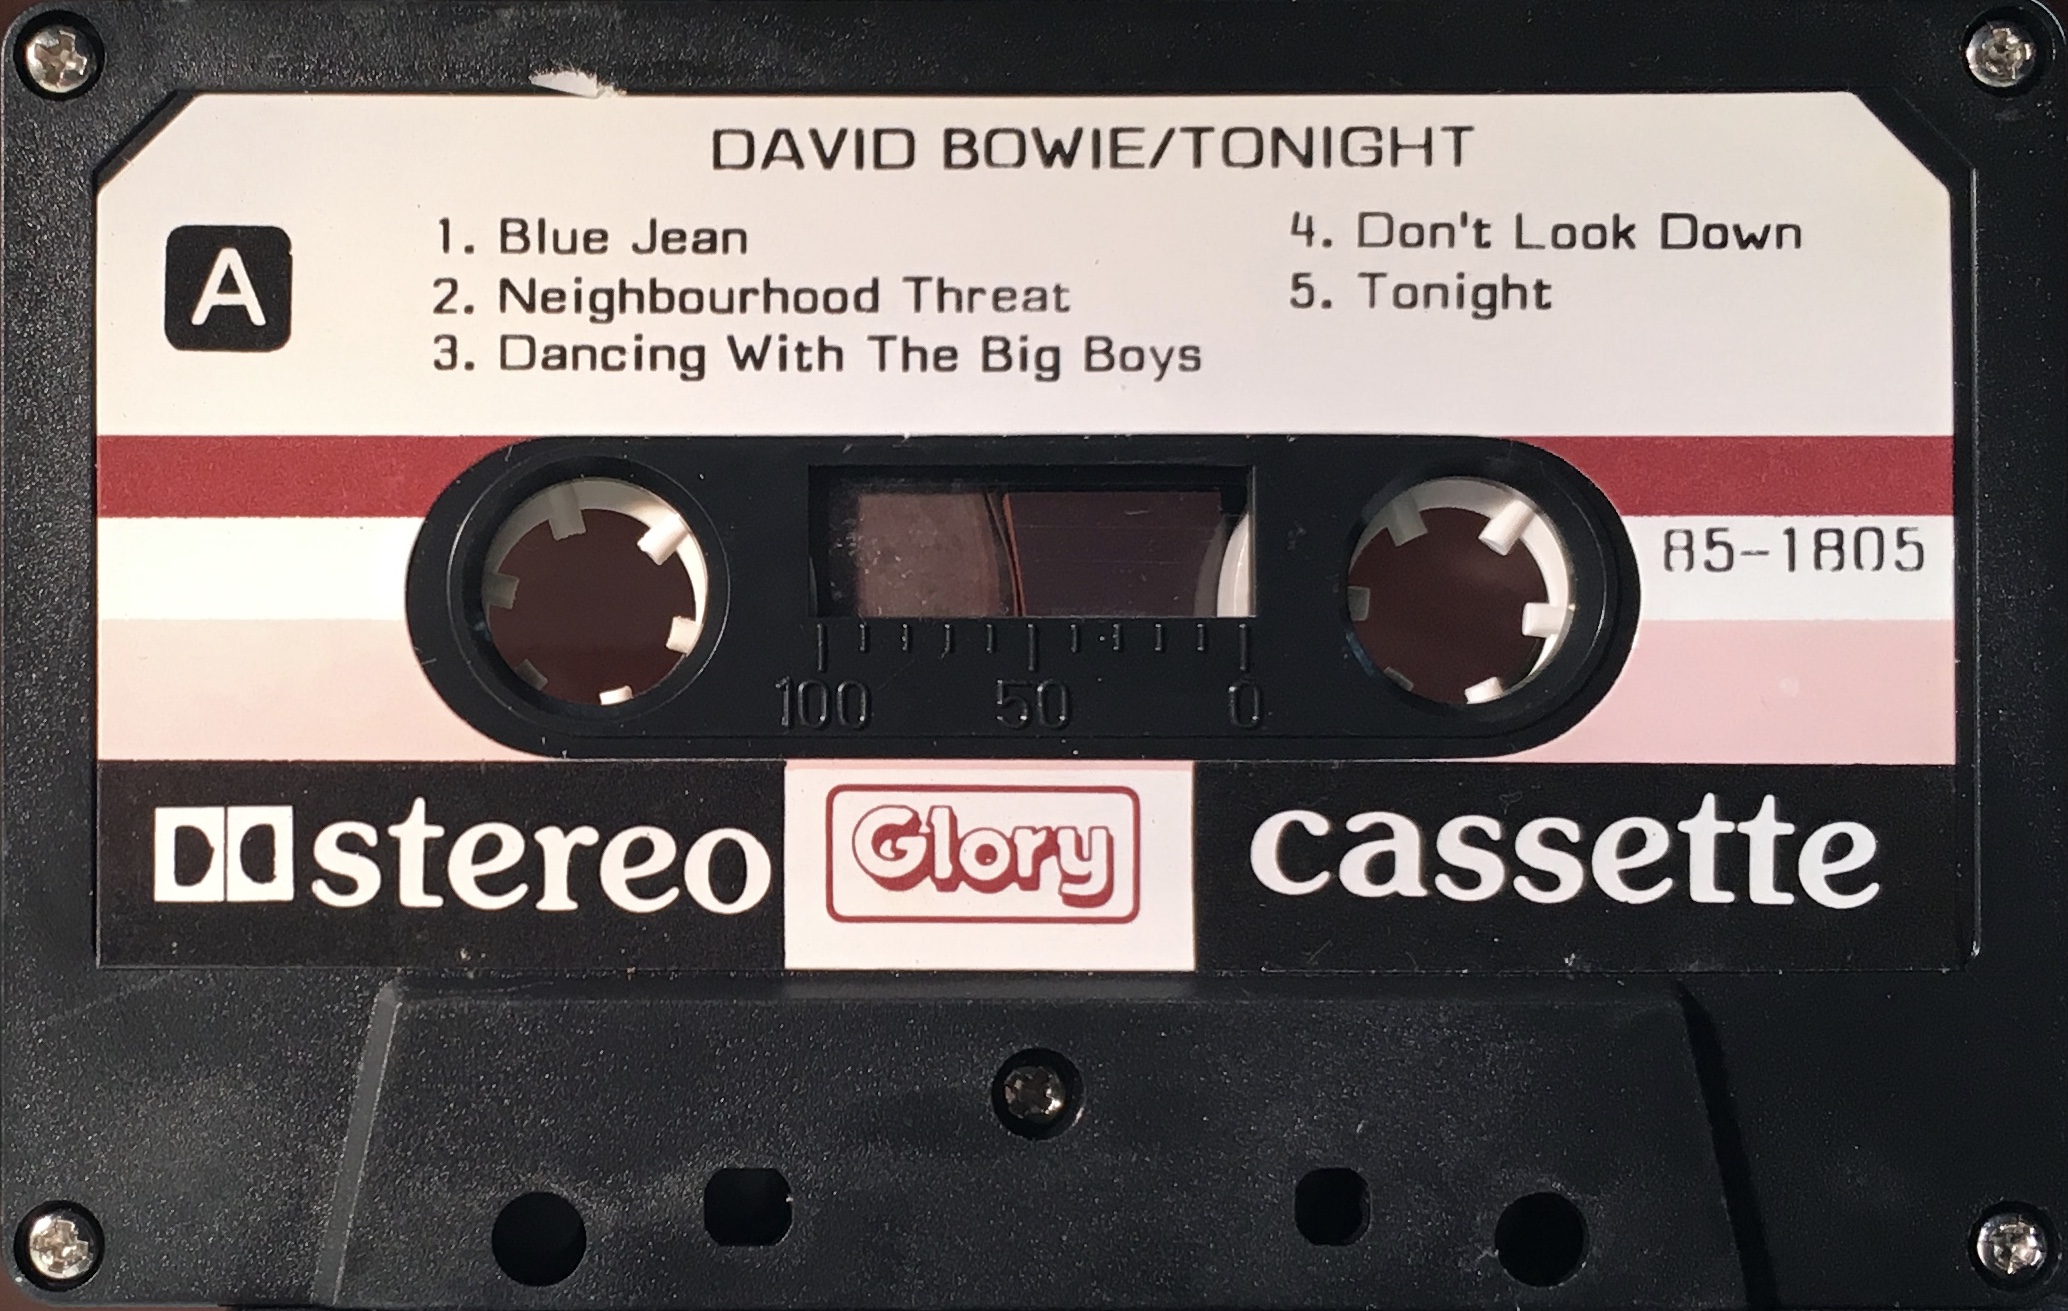 DAVID BOWIE/TONIGHT
A
1. Blue Jean
2. Neighbourhood Threat
3. Dancing With The Big Boys
4. Don't Look Down
5. Tonight
85-1805
100 50 0
stereo Glory cassette